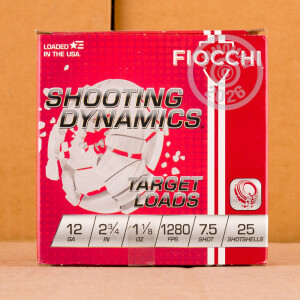 LOADED
IN THE USA
FIOCCHI
SHOOTING
DYNAMICS
TARGET
LOADS
12 2 3/4 1 1/8 1280 7.5 25
GA IN OZ FPS SHOT SHOTSHELLS